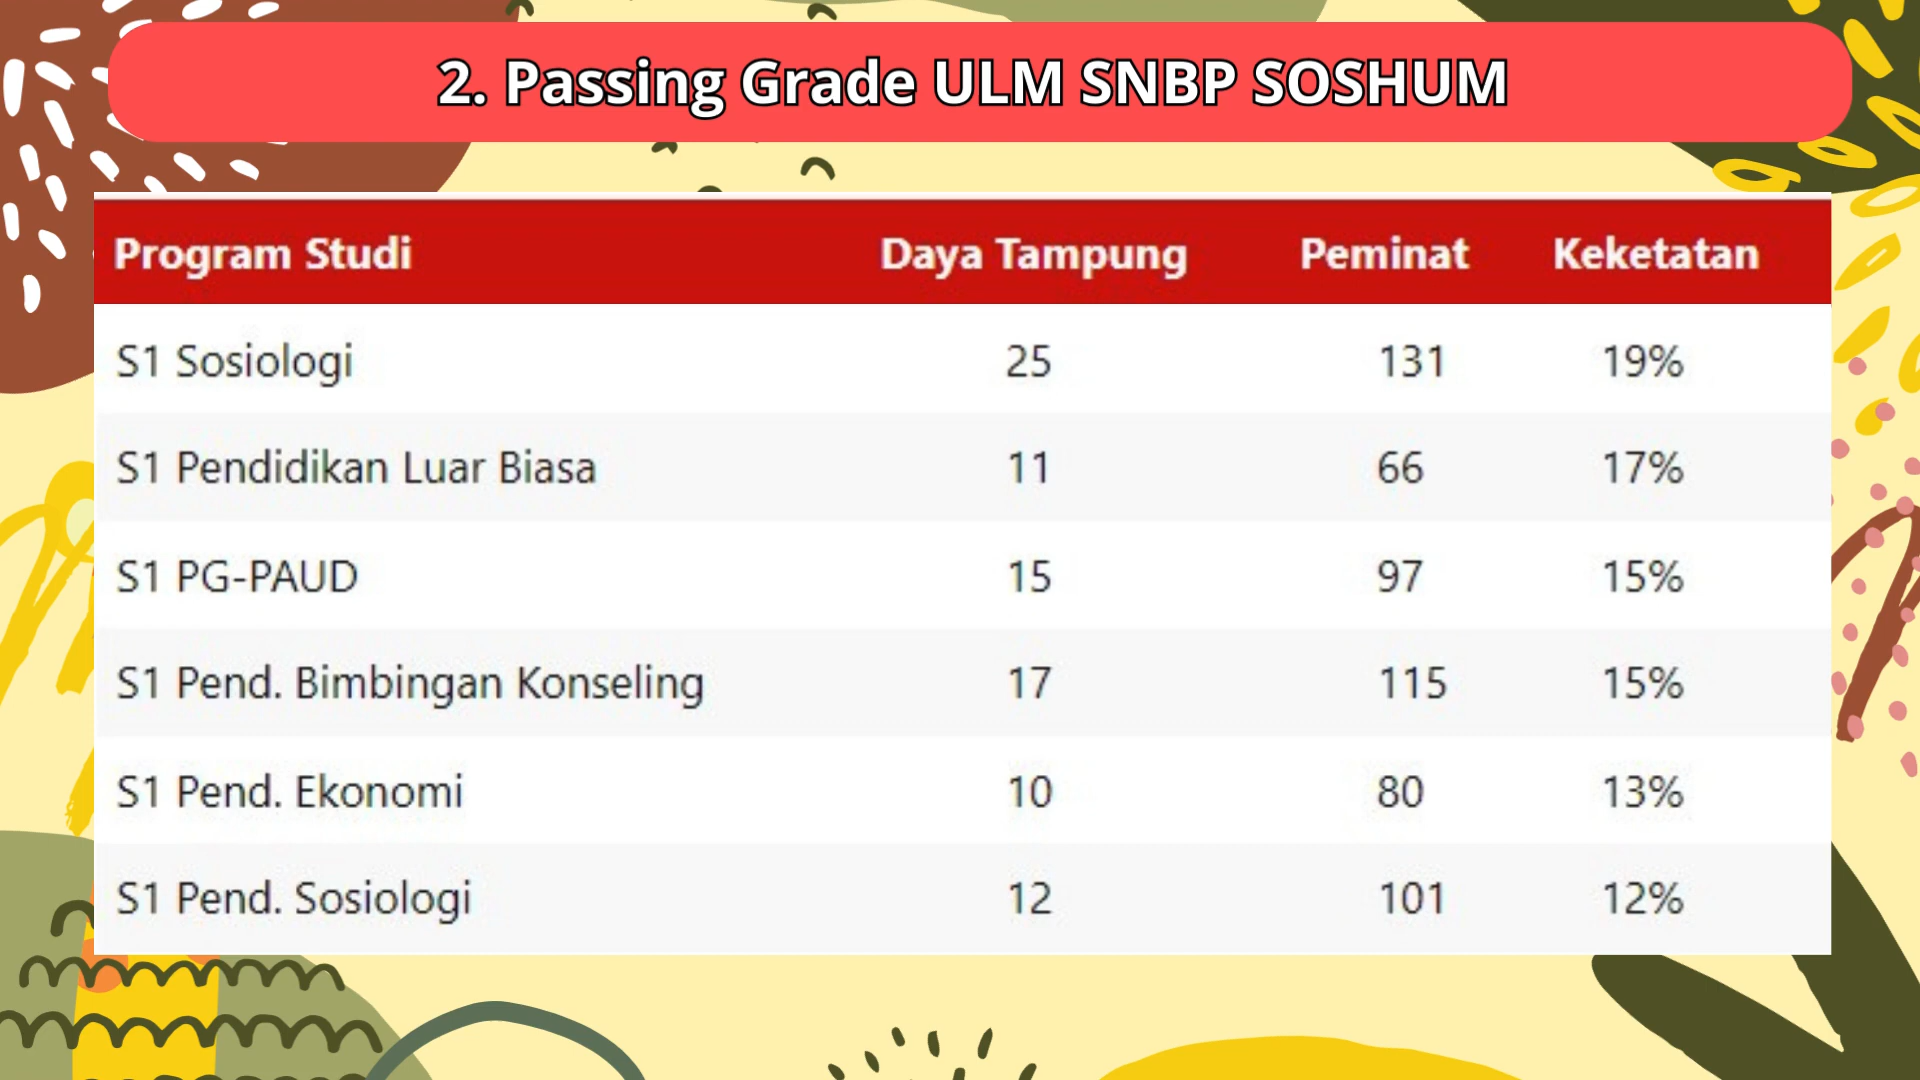 2. Passing Grade ULM SNBP SOSHUM
Program Studi Daya Tampung Peminat Keketatan
S1 Sosiologi 25 131 19%
S1 Pendidikan Luar Biasa 11 66 17%
S1 PG-PAUD 15 97 15%
S1 Pend. Bimbingan Konseling 17 115 15%
S1 Pend. Ekonomi 10 80 13%
S1 Pend. Sosiologi 12 101 12%